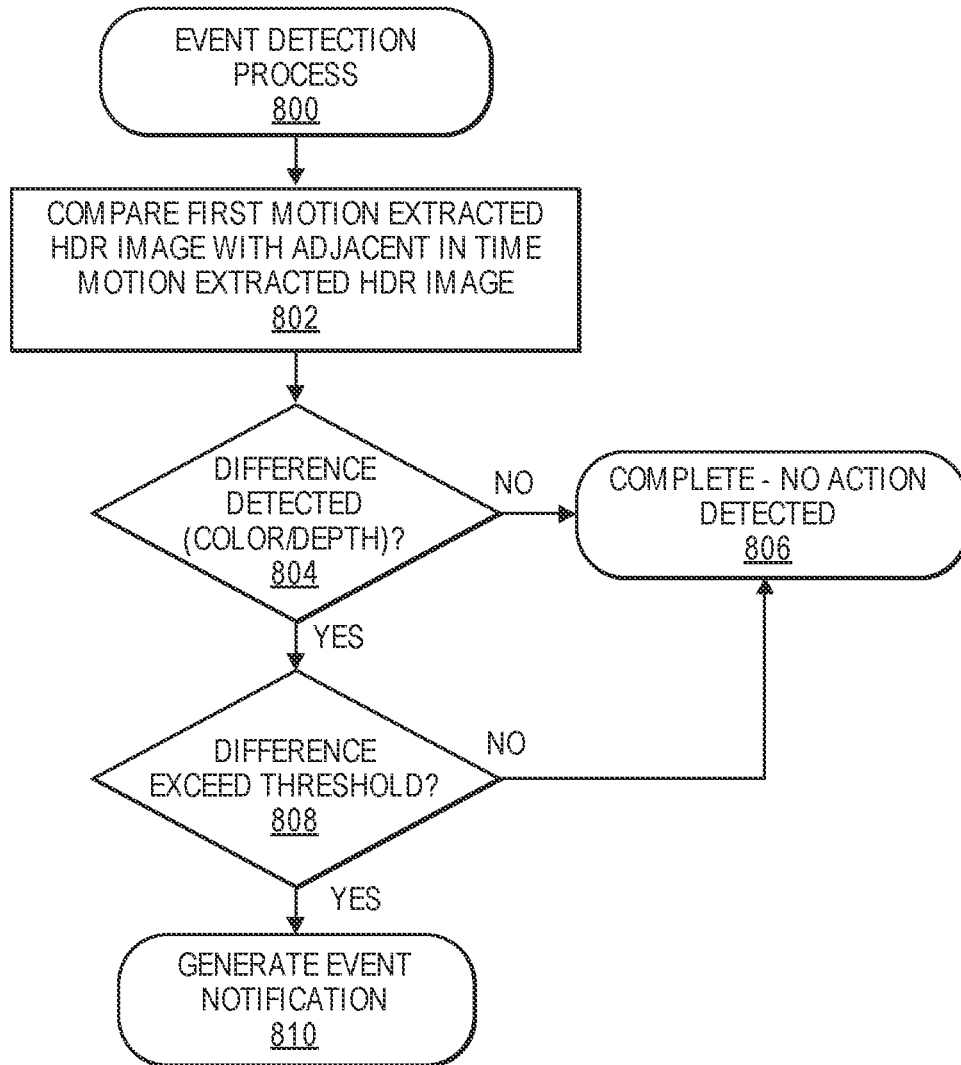 EVENT DETECTION
PROCESS
800
COMPARE FIRST MOTION EXTRACTED
HDR IMAGE WITH ADJACENT IN TIME
MOTION EXTRACTED HDR IMAGE
802
DIFFERENCE
DETECTED
(COLOR/DEPTH)?
804
NO
COMPLETE - NO ACTION
DETECTED
806
YES
DIFFERENCE
EXCEED THRESHOLD?
808
NO
YES
GENERATE EVENT
NOTIFICATION
810